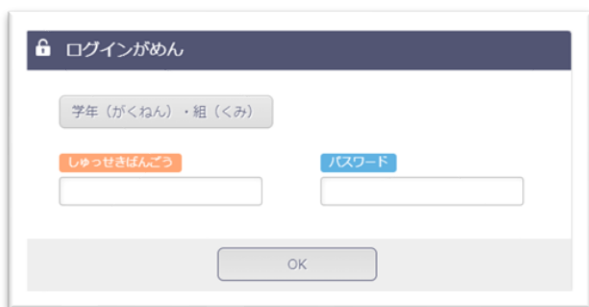 ログインがめん
学年（がくねん）・組（くみ）
しゅっせきばんごう
パスワード
OK